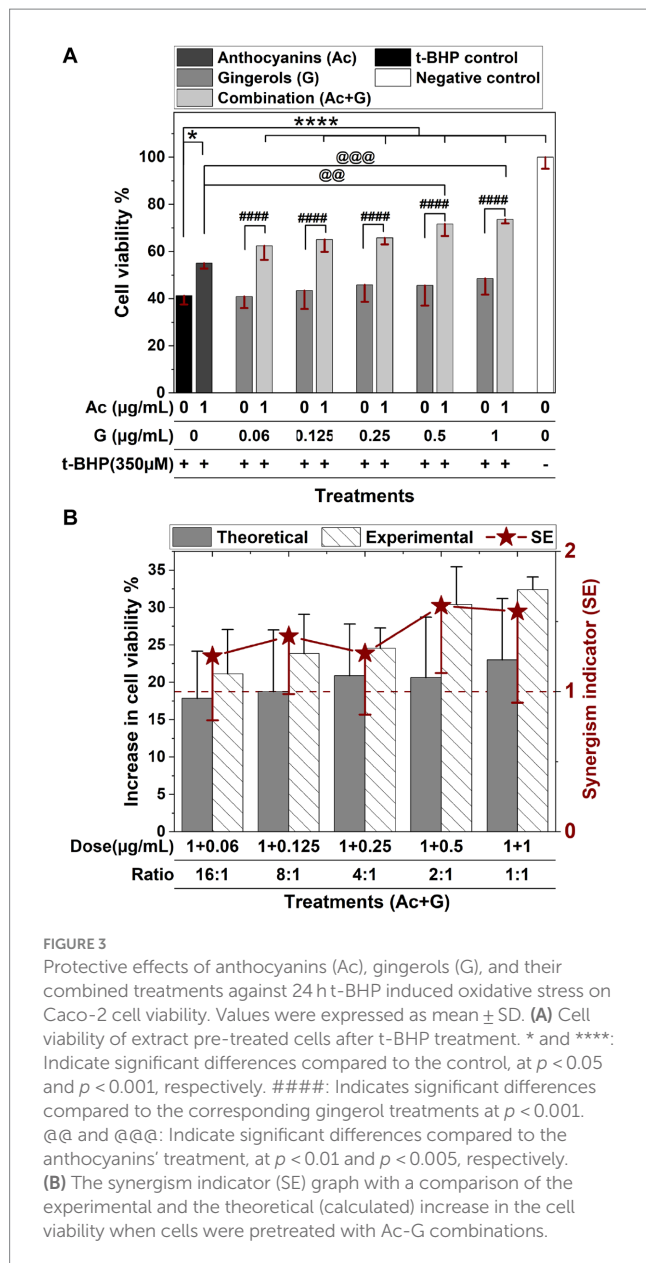 A
Anthocyanins (Ac) t-BHP control
Gingerols (G) Negative control
Combination (Ac+G)
****
*
@@@
@@
#### #### #### #### ####
Cell viability %
100
80
60
40
20
0
Ac (µg/mL) 0 1 0 1 0 1 0 1 0 1 0 1 0
G (µg/mL) 0 0.06 0.125 0.25 0.5 1 0
t-BHP(350µM) + + + + + + + + + + + + -
Treatments
B
Theoretical Experimental SE
Increase in cell viability %
35
30
25
20
15
10
5
0
2
1
0
Synergism indicator (SE)
Dose(µg/mL) 1+0.06 1+0.125 1+0.25 1+0.5 1+1
Ratio 16:1 8:1 4:1 2:1 1:1
Treatments (Ac+G)
FIGURE 3
Protective effects of anthocyanins (Ac), gingerols (G), and their
combined treatments against 24 h t-BHP induced oxidative stress on
Caco-2 cell viability. Values were expressed as mean ± SD. (A) Cell
viability of extract pre-treated cells after t-BHP treatment. * and ****:
Indicate significant differences compared to the control, at p < 0.05
and p < 0.001, respectively. ####: Indicates significant differences
compared to the corresponding gingerol treatments at p < 0.001.
@@ and @@@: Indicate significant differences compared to the
anthocyanins’ treatment, at p < 0.01 and p < 0.005, respectively.
(B) The synergism indicator (SE) graph with a comparison of the
experimental and the theoretical (calculated) increase in the cell
viability when cells were pretreated with Ac-G combinations.